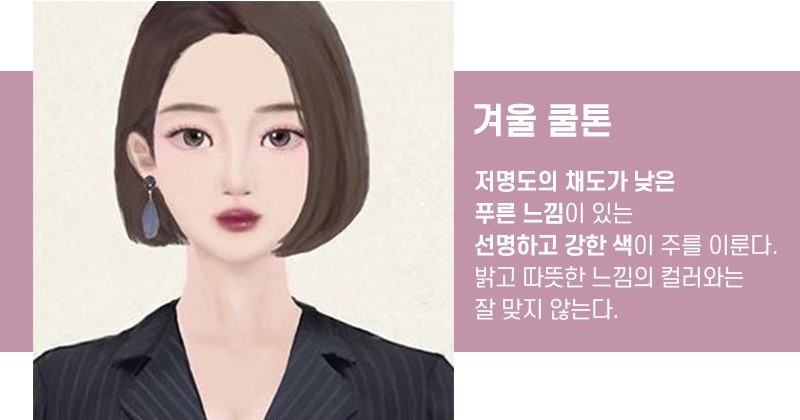 겨울 쿨톤
저명도의 채도가 낮은
푸른 느낌이 있는
선명하고 강한 색이 주를 이룬다.
밝고 따뜻한 느낌의 컬러와는
잘 맞지 않는다.